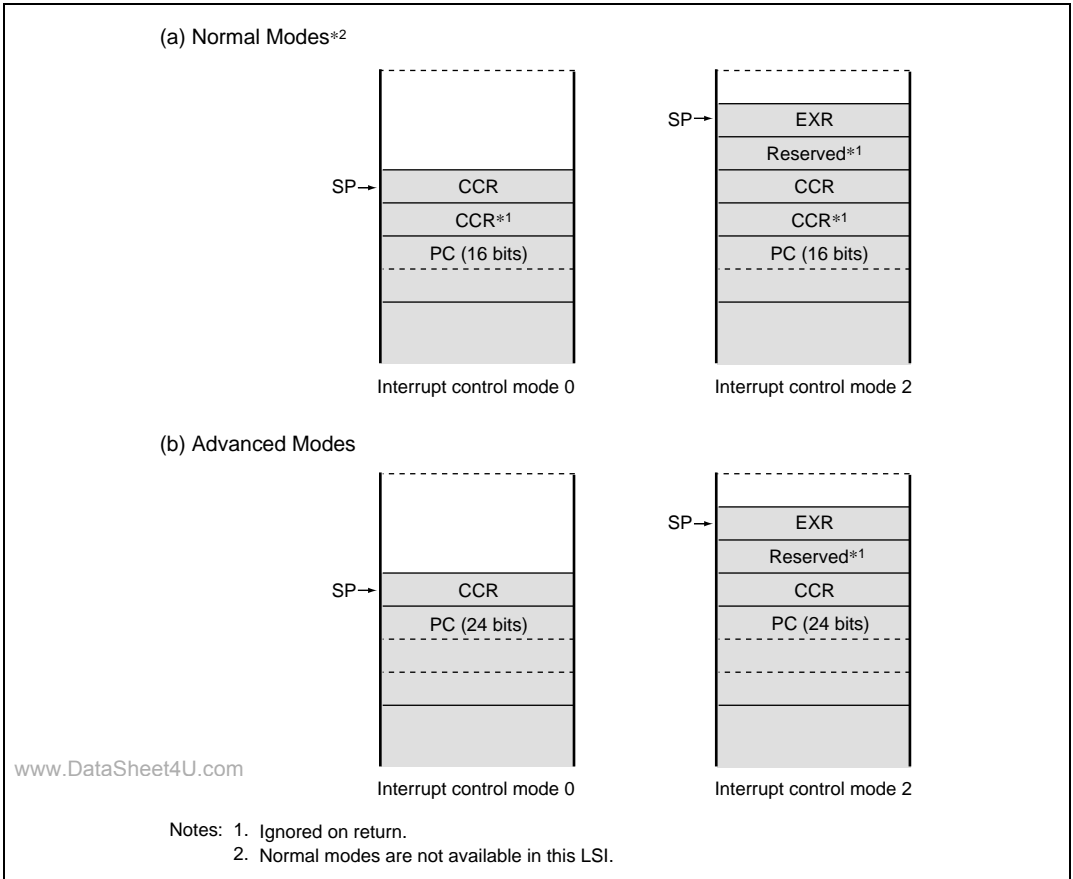 (a) Normal Modes*2
SP→ EXR
Reserved*1
SP→ CCR CCR
CCR*1 CCR*1
PC (16 bits) PC (16 bits)
Interrupt control mode 0 Interrupt control mode 2
(b) Advanced Modes
SP→ EXR
Reserved*1
SP→ CCR CCR
PC (24 bits) PC (24 bits)
www.DataSheet4U.com
Interrupt control mode 0 Interrupt control mode 2
Notes: 1. Ignored on return.
2. Normal modes are not available in this LSI.